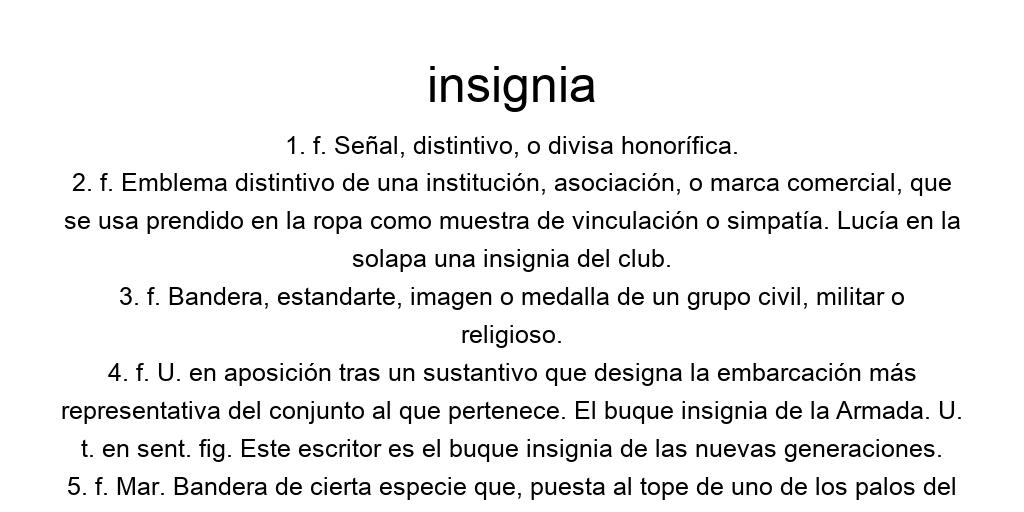 insignia
1. f. Señal, distintivo, o divisa honorífica.
2. f. Emblema distintivo de una institución, asociación, o marca comercial, que
se usa prendido en la ropa como muestra de vinculación o simpatía. Lucía en la
solapa una insignia del club.
3. f. Bandera, estandarte, imagen o medalla de un grupo civil, militar o
religioso.
4. f. U. en aposición tras un sustantivo que designa la embarcación más
representativa del conjunto al que pertenece. El buque insignia de la Armada. U.
t. en sent. fig. Este escritor es el buque insignia de las nuevas generaciones.
5. f. Mar. Bandera de cierta especie que, puesta al tope de uno de los palos del